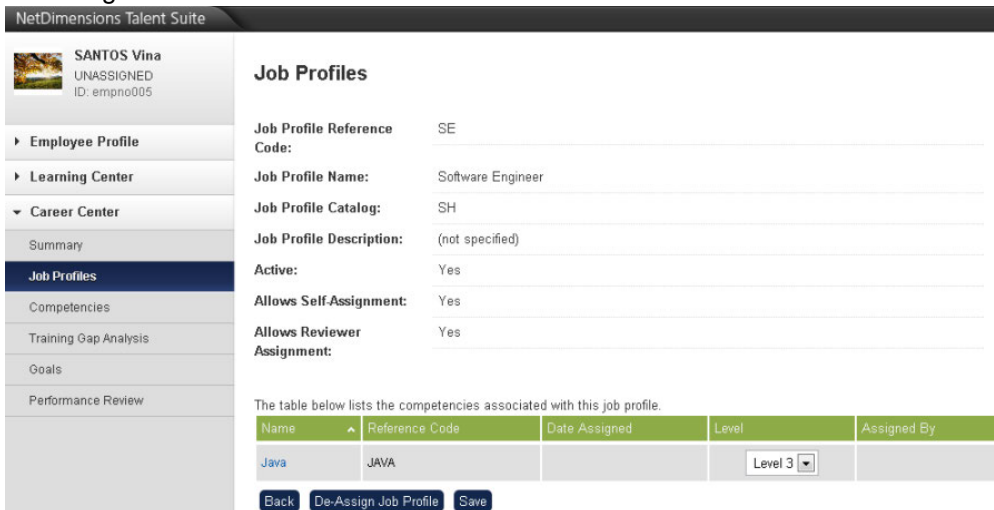 NetDimensions Talent Suite
SANTOS Vina
UNASSIGNED
ID: empno005
Employee Profile
Learning Center
Career Center
Summary
Job Profiles
Competencies
Training Gap Analysis
Goals
Performance Review
Job Profiles
Job Profile Reference Code: SE
Job Profile Name: Software Engineer
Job Profile Catalog: SH
Job Profile Description: (not specified)
Active: Yes
Allows Self-Assignment: Yes
Allows Reviewer Assignment: Yes
The table below lists the competencies associated with this job profile.
Name Reference Code Date Assigned Level Assigned By
Java JAVA Level 3
Back De-Assign Job Profile Save